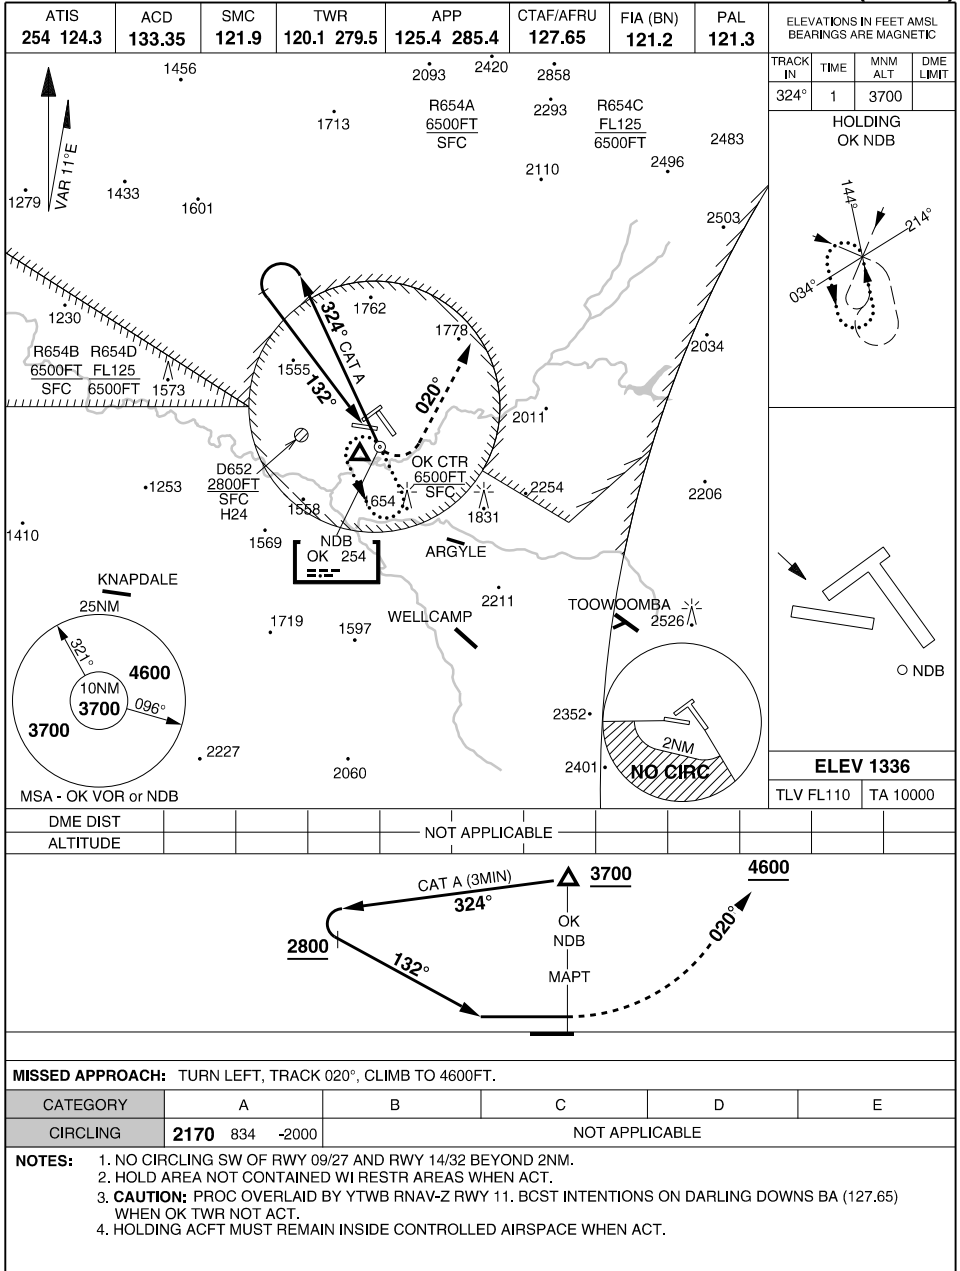 ATIS ACD SMC TWR APP CTAF/AFRU FIA (BN) PAL
254 124.3 133.35 121.9 120.1 279.5 125.4 285.4 127.65 121.2 121.3
ELEVATIONS IN FEET AMSL
BEARINGS ARE MAGNETIC
TRACK IN TIME MNM ALT DME LIMIT
324° 1 3700
HOLDING
OK NDB
144°
214°
034°
VAR 11°E
1456
2093
2420
2858
1713
R654A
6500FT
SFC
2293
R654C
FL125
6500FT
2483
2110
2496
1279
1433
1601
2503
1230
1762
324° CAT A
1778
2034
R654B R654D
6500FT FL125
SFC 6500FT
1573
1555
132°
020°
2011
D652
2800FT
SFC
H24
OK CTR
6500FT
SFC
1253
1654
1558
2254
1831
2206
1410
1569
NDB
OK 254
ARGYLE
KNAPDALE
2211
WELLCAMP
TOOWOOMBA
2526
1719
1597
25NM
321°
4600
10NM
3700
096°
3700
2352
2227
2060
2401
2NM
NO CIRC
MSA - OK VOR or NDB
NDB
ELEV 1336
TLV FL110 TA 10000
DME DIST
ALTITUDE
NOT APPLICABLE
CAT A (3MIN)
324°
3700
4600
OK
NDB
2800
132°
MAPT
020°
MISSED APPROACH: TURN LEFT, TRACK 020°, CLIMB TO 4600FT.
CATEGORY A B C D E
CIRCLING 2170 834 -2000 NOT APPLICABLE
NOTES: 1. NO CIRCLING SW OF RWY 09/27 AND RWY 14/32 BEYOND 2NM.
2. HOLD AREA NOT CONTAINED WI RESTR AREAS WHEN ACT.
3. CAUTION: PROC OVERLAID BY YTWB RNAV-Z RWY 11. BCST INTENTIONS ON DARLING DOWNS BA (127.65)
WHEN OK TWR NOT ACT.
4. HOLDING ACFT MUST REMAIN INSIDE CONTROLLED AIRSPACE WHEN ACT.